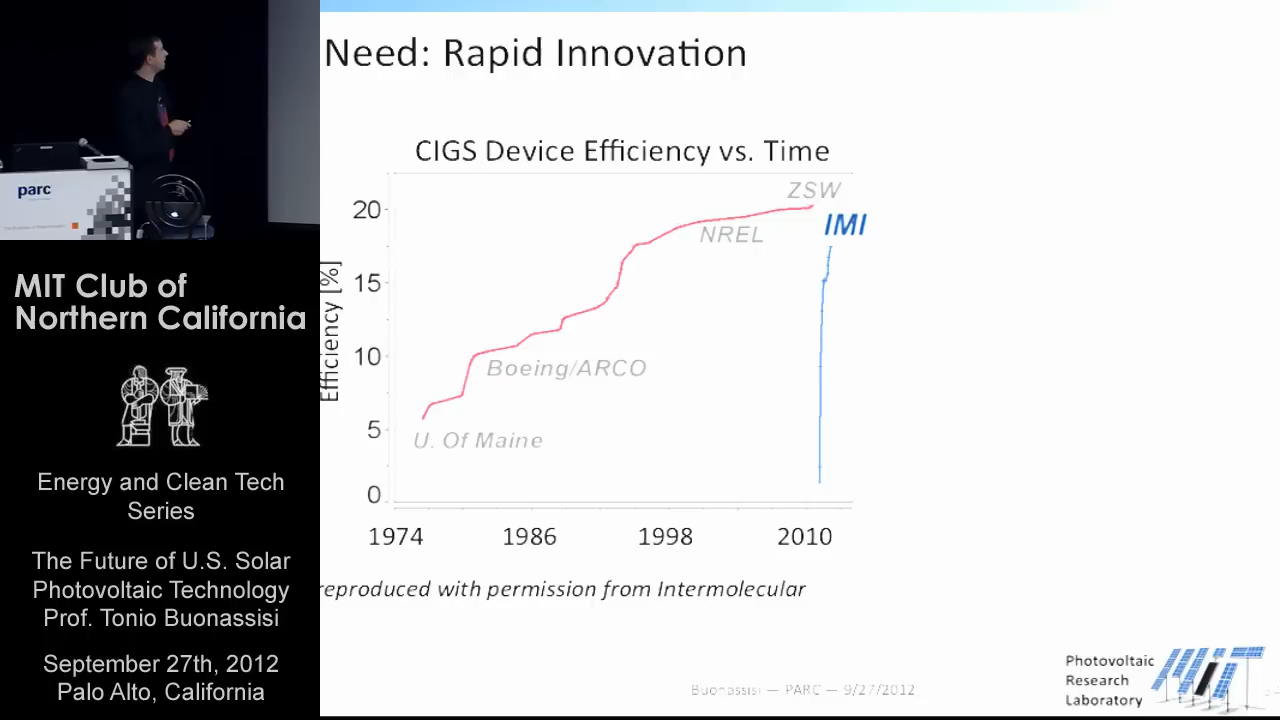 Need: Rapid Innovation
CIGS Device Efficiency vs. Time
ZSW
20
IMI
NREL
15
Efficiency [%]
10
Boeing/ARCO
5
U. Of Maine
0
1974 1986 1998 2010
reproduced with permission from Intermolecular
Buonassisi — PARC — 9/27/2012
Photovoltaic
Research
Laboratory
MIT
parc
MIT Club of
Northern California
Energy and Clean Tech
Series
The Future of U.S. Solar
Photovoltaic Technology
Prof. Tonio Buonassisi
September 27th, 2012
Palo Alto, California